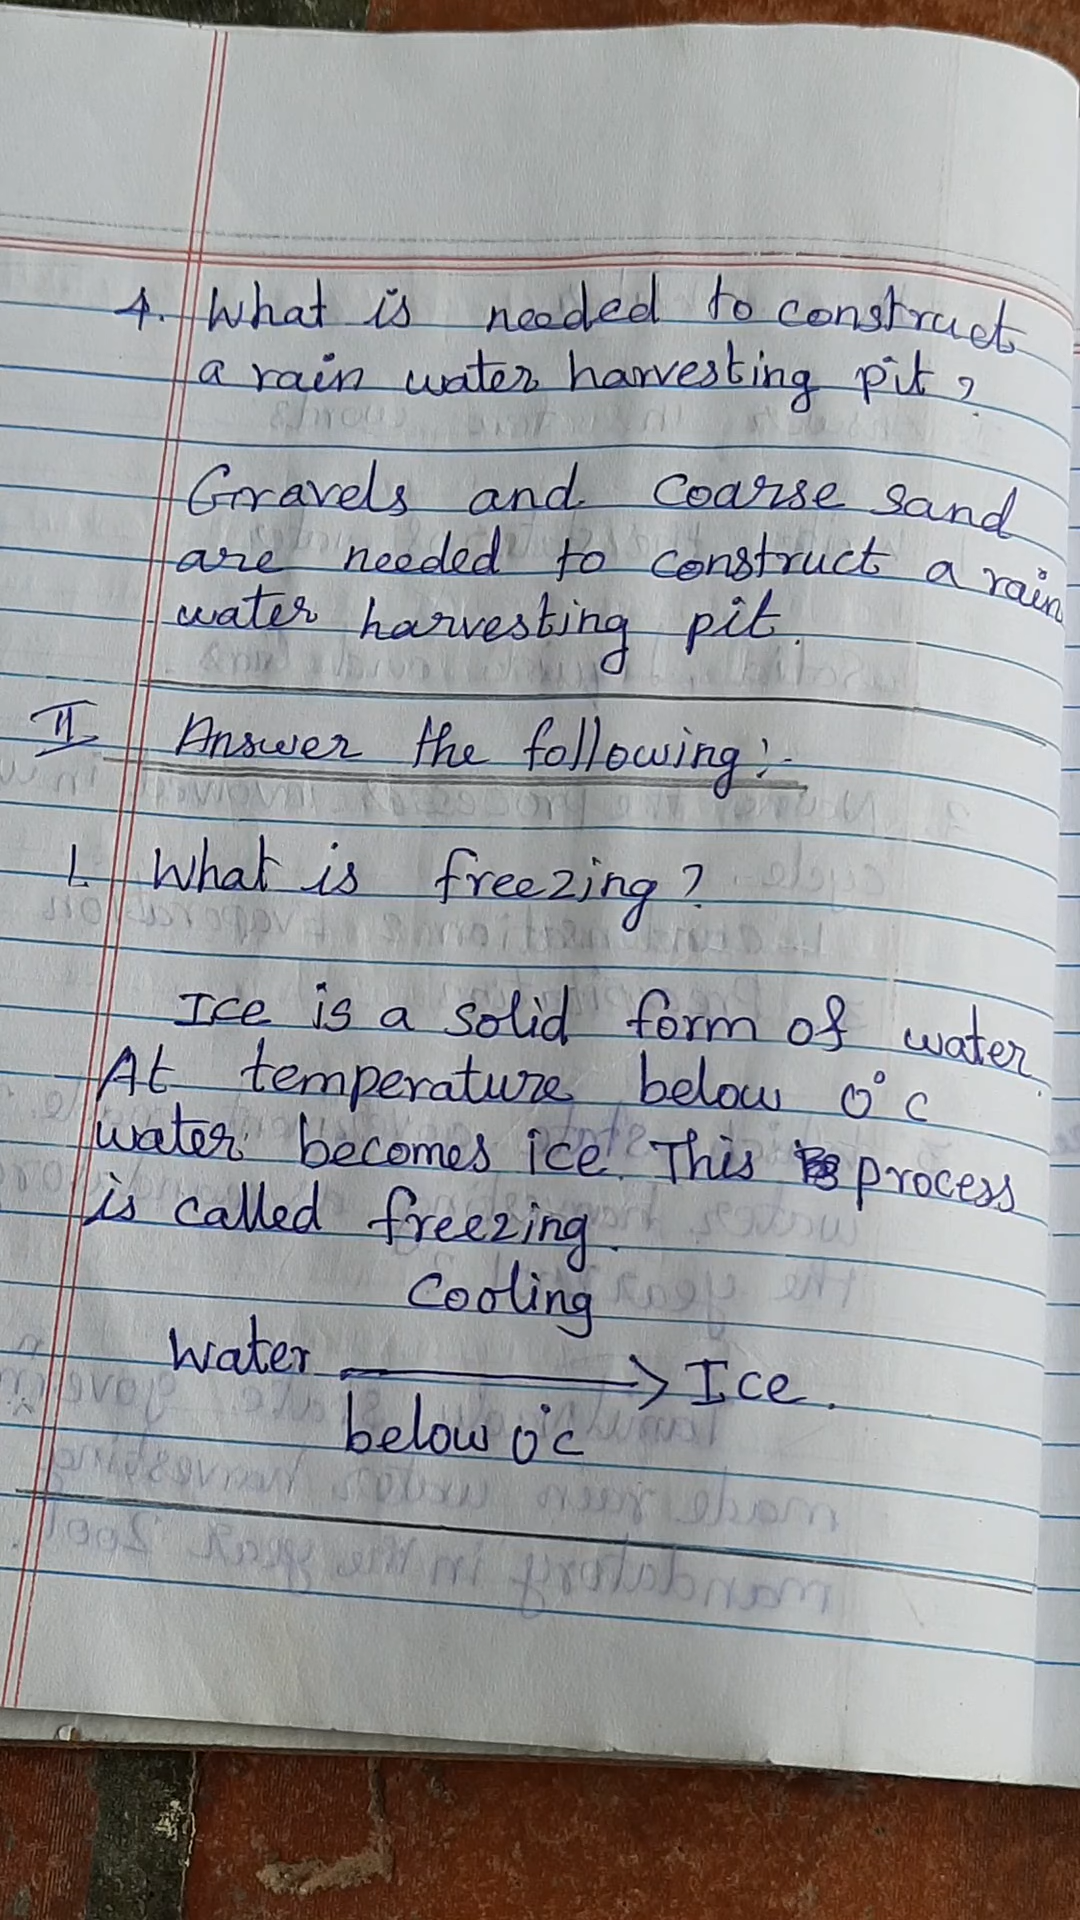 4. What is needed to construct
a rain water harvesting pit?
Gravels and coarse sand
are needed to construct a rain
water harvesting pit.
II Answer the following:-
1. What is freezing?
Ice is a solid form of water.
At temperature below 0°c
water becomes ice. This process
is called freezing.
Cooling
Water → Ice.
below 0°c